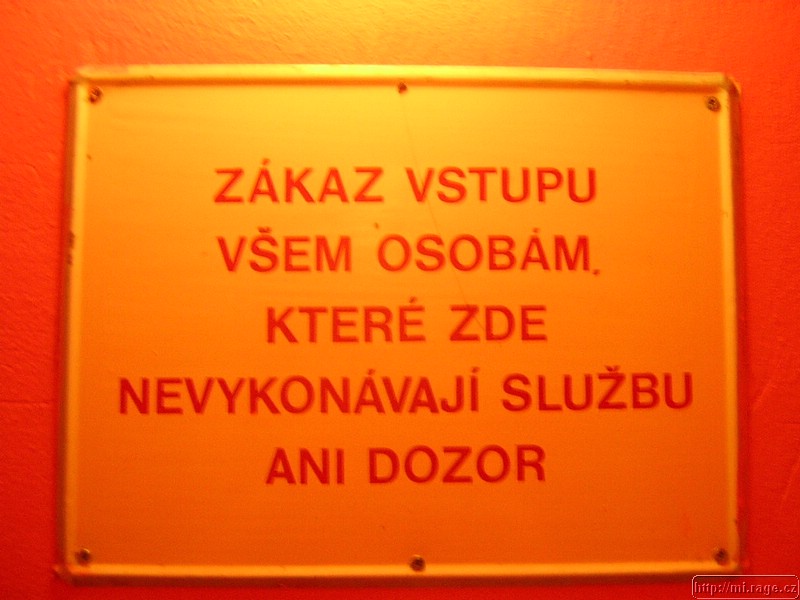 ZÁKAZ VSTUPU
VŠEM OSOBÁM,
KTERÉ ZDE
NEVYKONÁVAJÍ SLUŽBU
ANI DOZOR
http://mi.rage.cz